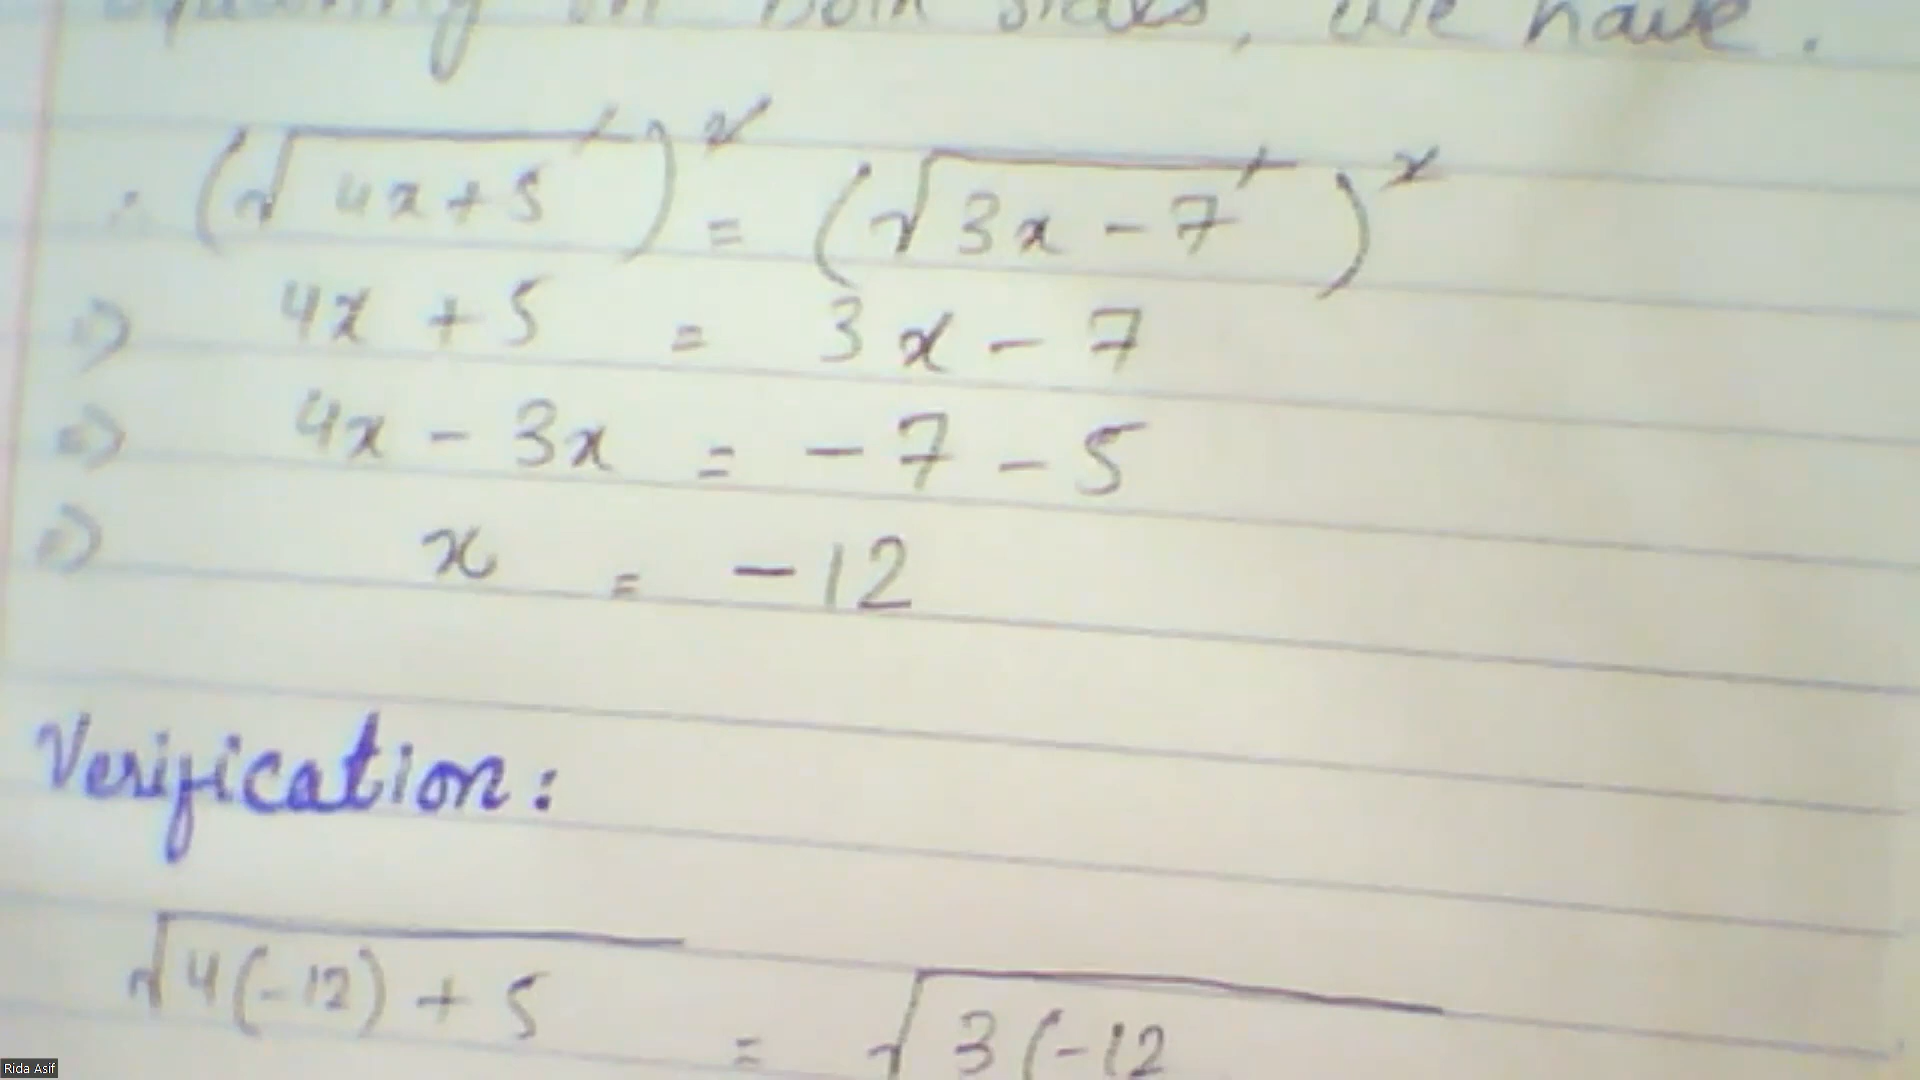 Squaring on both sides, we have.
∴ (√4x+5)² = (√3x-7)²
⇒ 4x + 5 = 3x - 7
⇒ 4x - 3x = -7 - 5
⇒ x = -12
Verification:
√4(-12) + 5 = √3(-12
Rida Asif